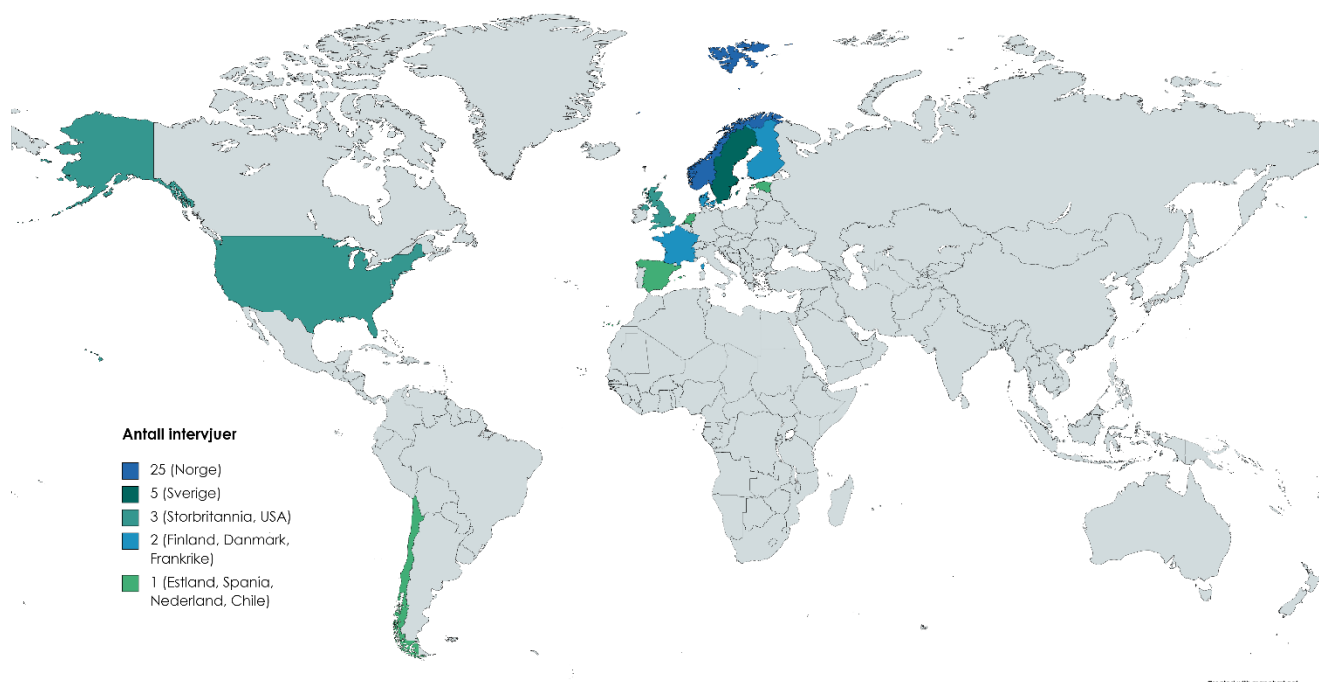 Antall intervjuer
25 (Norge)
5 (Sverige)
3 (Storbritannia, USA)
2 (Finland, Danmark,
Frankrike)
1 (Estland, Spania,
Nederland, Chile)